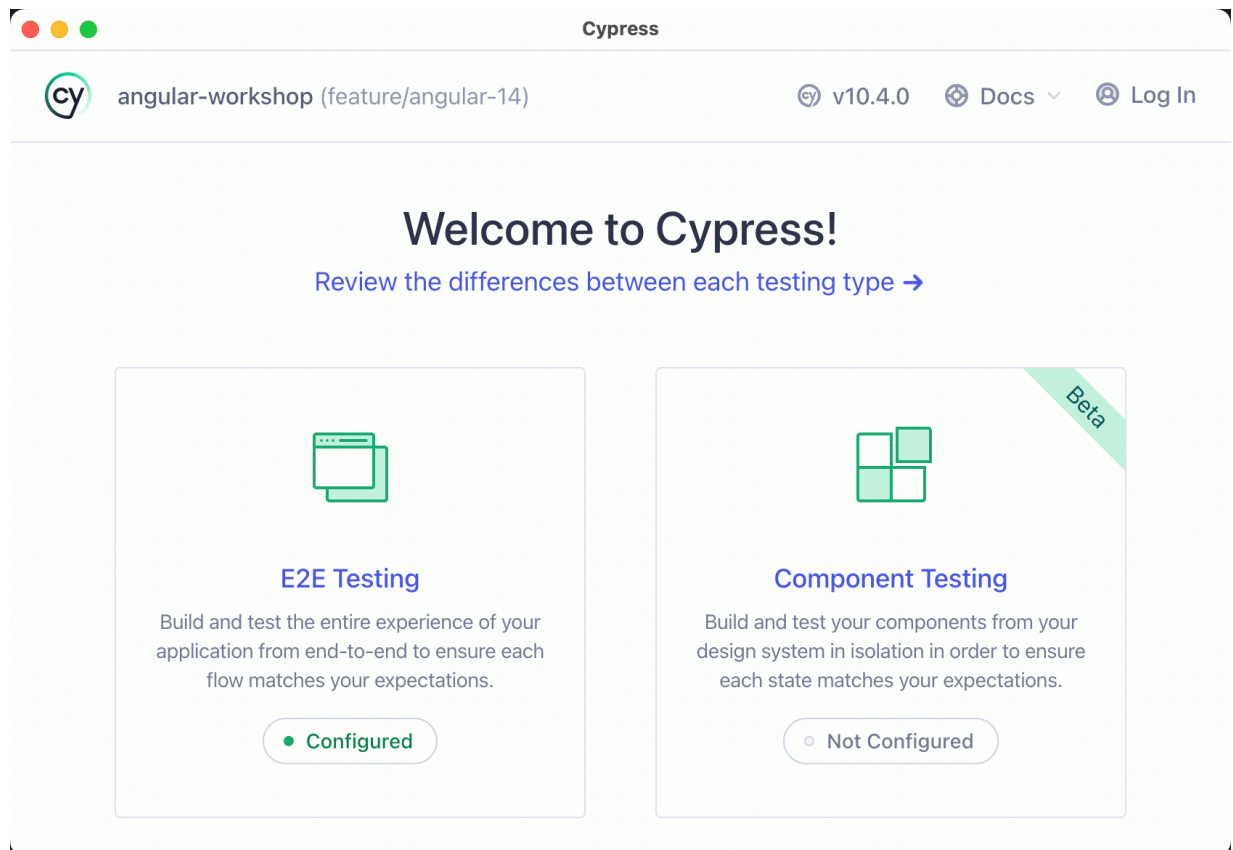 Cypress
cy angular-workshop (feature/angular-14) cy v10.4.0 Docs Log In
Welcome to Cypress!
Review the differences between each testing type →
Beta
E2E Testing
Build and test the entire experience of your
application from end-to-end to ensure each
flow matches your expectations.
Configured
Component Testing
Build and test your components from your
design system in isolation in order to ensure
each state matches your expectations.
Not Configured